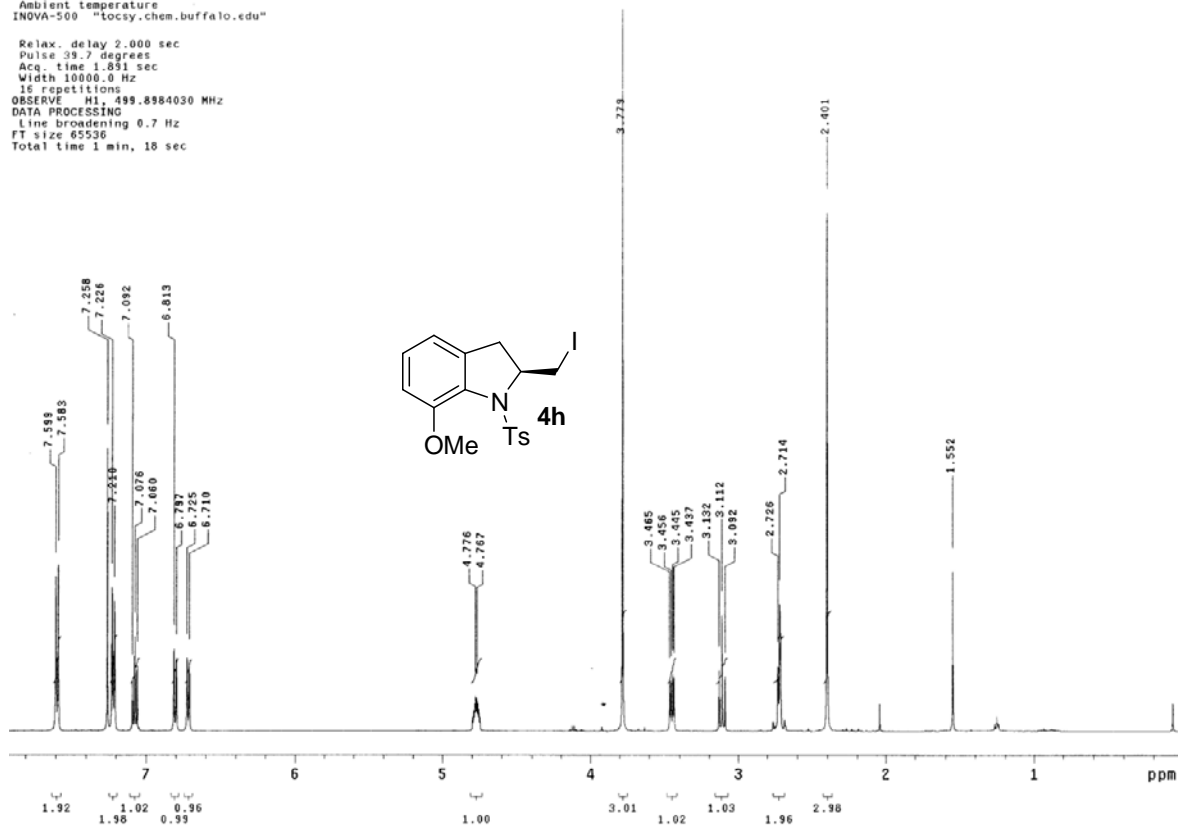 Ambient temperature
INOVA-500 "tocsy.chem.buffalo.edu"
Relax. delay 2.000 sec
Pulse 39.7 degrees
Acq. time 1.891 sec
Width 10000.0 Hz
16 repetitions
OBSERVE H1, 499.8984030 MHz
DATA PROCESSING
Line broadening 0.7 Hz
FT size 65536
Total time 1 min, 18 sec
7.599
7.583
7.258
7.226
7.210
7.092
7.076
7.060
6.813
6.797
6.725
6.710
4.776
4.767
3.779
3.465
3.456
3.445
3.437
3.132
3.112
3.092
2.726
2.714
2.401
1.552
I
N
4h
Ts
OMe
7 6 5 4 3 2 1 ppm
1.92 1.02 0.96 1.00 3.01 1.03 2.98
1.98 0.99 1.02 1.96